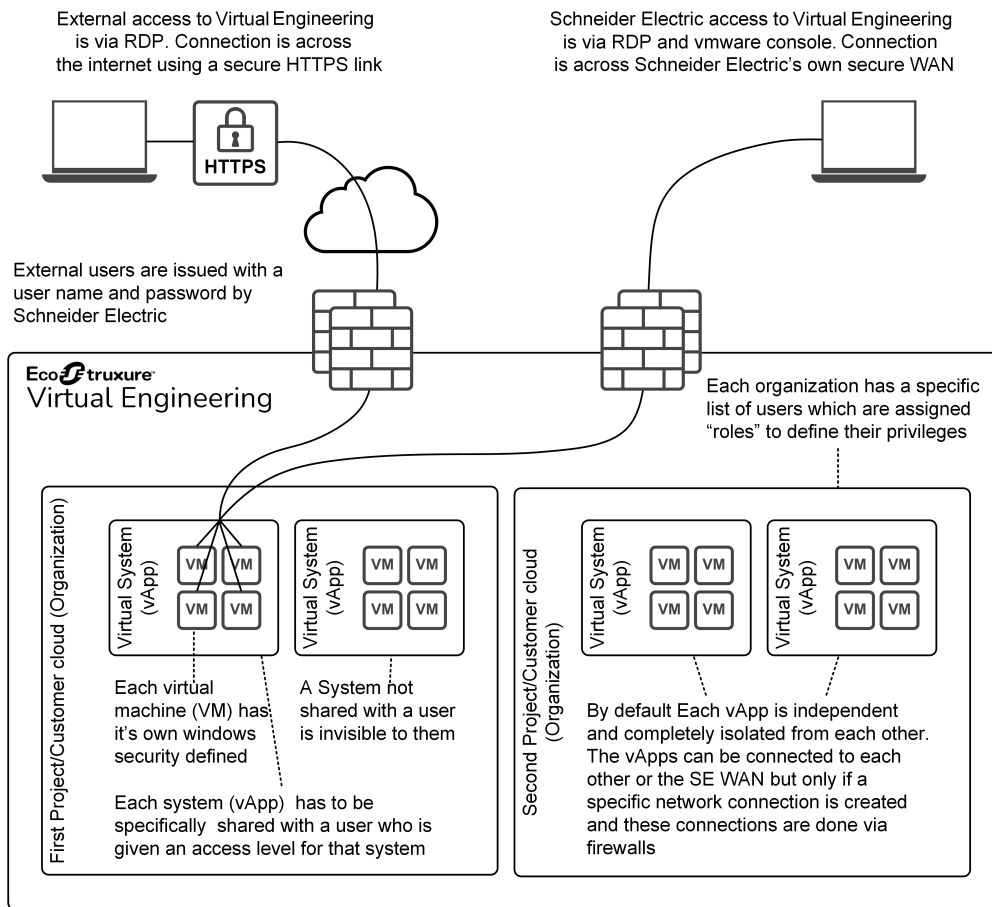 External access to Virtual Engineering
is via RDP. Connection is across
the internet using a secure HTTPS link
Schneider Electric access to Virtual Engineering
is via RDP and vmware console. Connection
is across Schneider Electric's own secure WAN
HTTPS
External users are issued with a
user name and password by
Schneider Electric
EcoStruxure™
Virtual Engineering
Each organization has a specific
list of users which are assigned
“roles” to define their privileges
First Project/Customer cloud (Organization)
Virtual System
(vApp)
VM VM
VM VM
Virtual System
(vApp)
VM VM
VM VM
Each virtual
machine (VM) has
it's own windows
security defined
A System not
shared with a user
is invisible to them
Each system (vApp) has to be
specifically shared with a user who is
given an access level for that system
Second Project/Customer cloud
(Organization)
Virtual System
(vApp)
VM VM
VM VM
Virtual System
(vApp)
VM VM
VM VM
By default Each vApp is independent
and completely isolated from each other.
The vApps can be connected to each
other or the SE WAN but only if a
specific network connection is created
and these connections are done via
firewalls